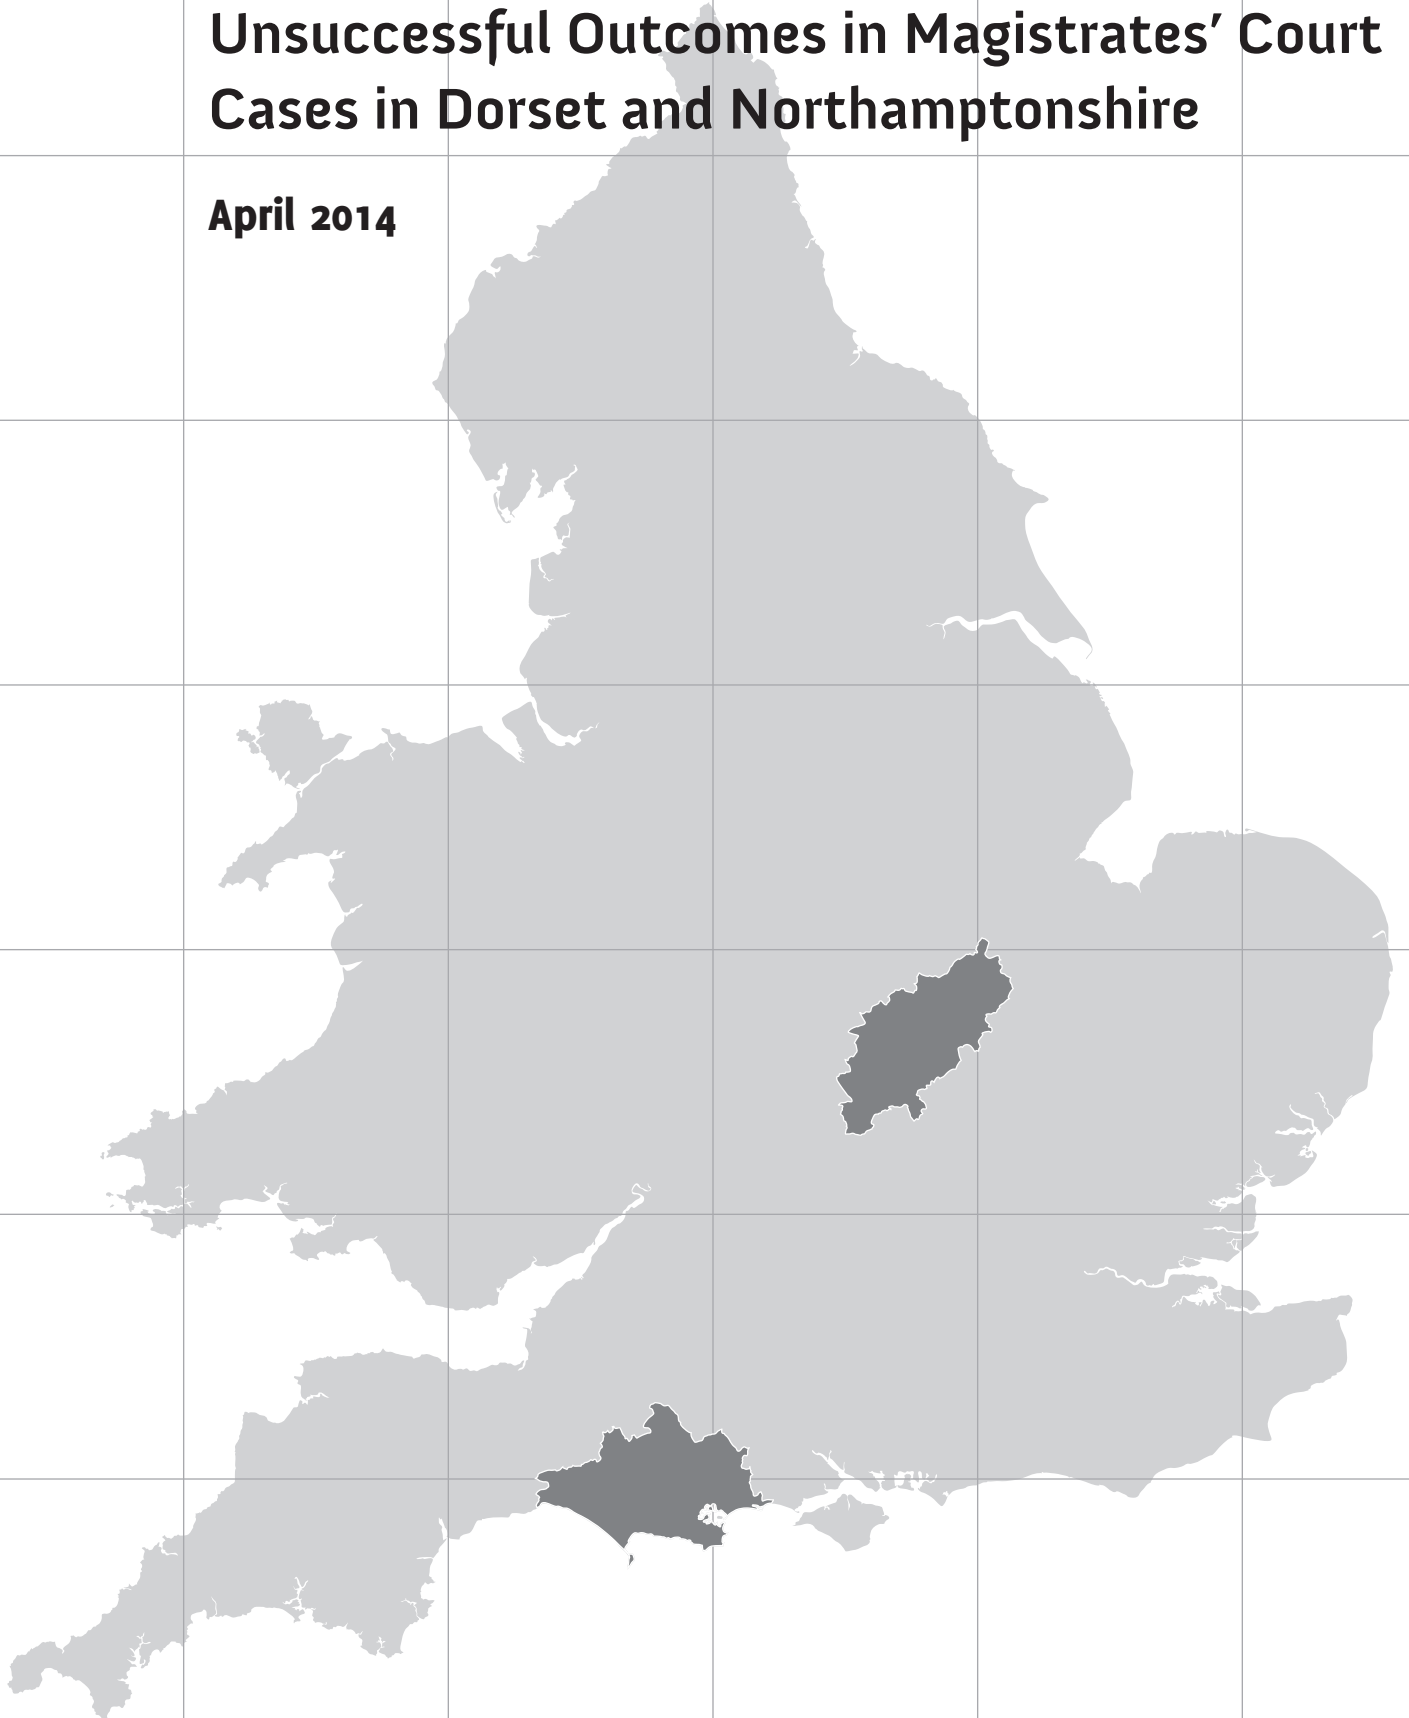 Unsuccessful Outcomes in Magistrates’ Court
Cases in Dorset and Northamptonshire
April 2014